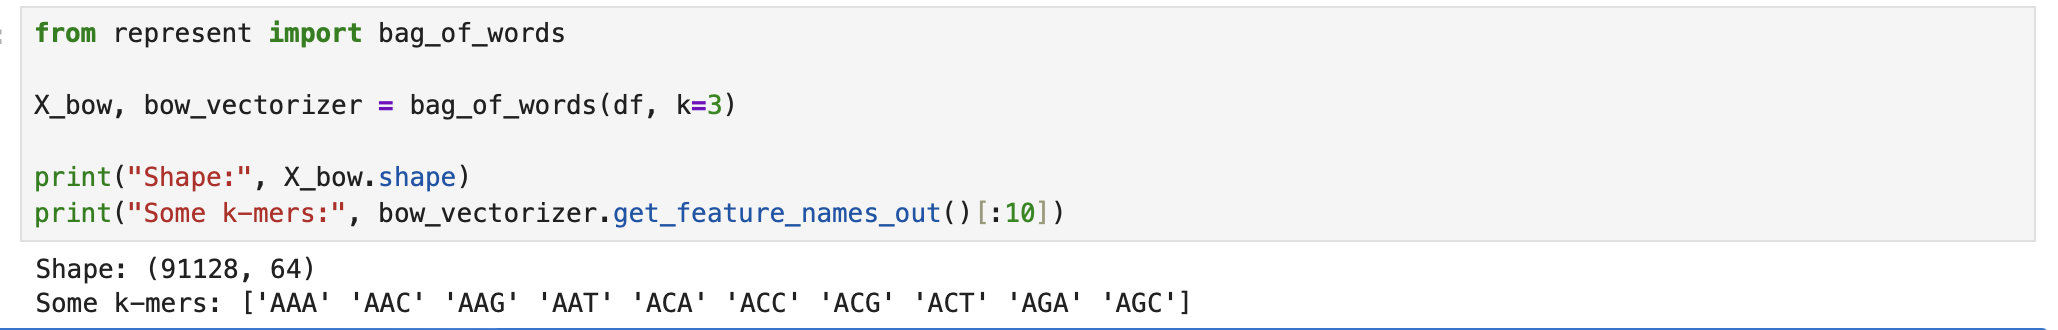 from represent import bag_of_words
X_bow, bow_vectorizer = bag_of_words(df, k=3)
print("Shape:", X_bow.shape)
print("Some k-mers:", bow_vectorizer.get_feature_names_out()[:10])
Shape: (91128, 64)
Some k-mers: ['AAA' 'AAC' 'AAG' 'AAT' 'ACA' 'ACC' 'ACG' 'ACT' 'AGA' 'AGC']